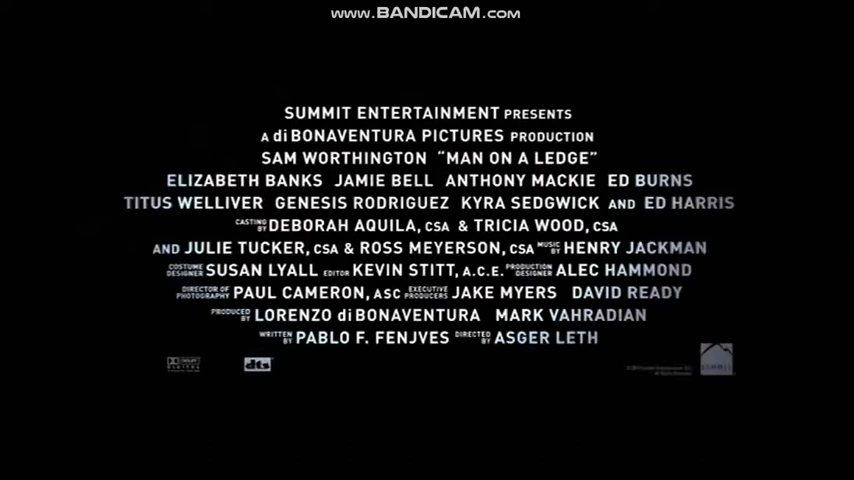 www.BANDICAM.com
SUMMIT ENTERTAINMENT PRESENTS
A di BONAVENTURA PICTURES PRODUCTION
SAM WORTHINGTON "MAN ON A LEDGE"
ELIZABETH BANKS JAMIE BELL ANTHONY MACKIE ED BURNS
TITUS WELLIVER GENESIS RODRIGUEZ KYRA SEDGWICK AND ED HARRIS
CASTING BY DEBORAH AQUILA, CSA & TRICIA WOOD, CSA
AND JULIE TUCKER, CSA & ROSS MEYERSON, CSA MUSIC BY HENRY JACKMAN
COSTUME DESIGNER SUSAN LYALL EDITOR KEVIN STITT, A.C.E. PRODUCTION DESIGNER ALEC HAMMOND
DIRECTOR OF PHOTOGRAPHY PAUL CAMERON, ASC EXECUTIVE PRODUCERS JAKE MYERS DAVID READY
PRODUCED BY LORENZO di BONAVENTURA MARK VAHRADIAN
WRITTEN BY PABLO F. FENJVES DIRECTED BY ASGER LETH
DOLBY DIGITAL dts SUMMIT